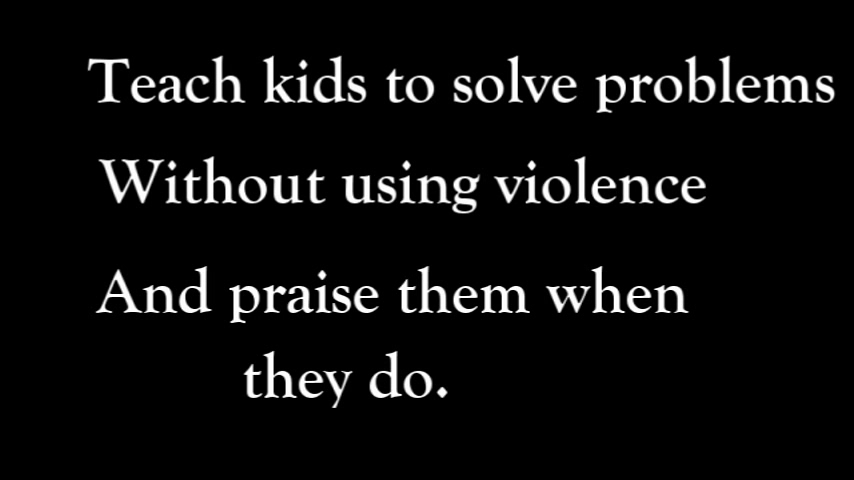 Teach kids to solve problems
Without using violence
And praise them when
they do.